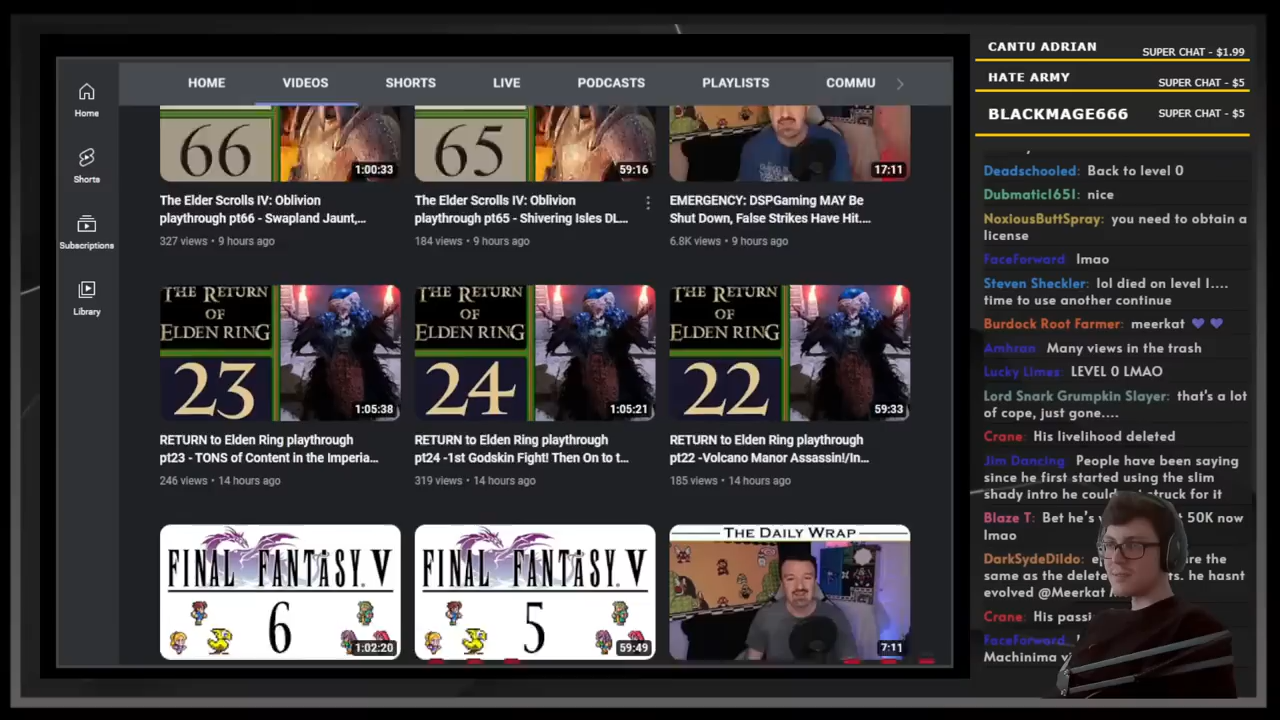 HOME
VIDEOS
SHORTS
LIVE
PODCASTS
PLAYLISTS
COMMU
Home
Shorts
Subscriptions
Library
66
1:00:33
65
59:16
17:11
The Elder Scrolls IV: Oblivion
playthrough pt66 - Swapland Jaunt,...
327 views • 9 hours ago
The Elder Scrolls IV: Oblivion
playthrough pt65 - Shivering Isles DL...
184 views • 9 hours ago
EMERGENCY: DSPGaming MAY Be
Shut Down, False Strikes Have Hit...
6.8K views • 9 hours ago
THE RETURN
OF
ELDEN RING
23
1:05:38
THE RETURN
OF
ELDEN RING
24
1:05:21
THE RETURN
OF
ELDEN RING
22
59:33
RETURN to Elden Ring playthrough
pt23 - TONS of Content in the Imperia...
246 views • 14 hours ago
RETURN to Elden Ring playthrough
pt24 -1st Godskin Fight! Then On to t...
319 views • 14 hours ago
RETURN to Elden Ring playthrough
pt22 -Volcano Manor Assassin!/In...
185 views • 14 hours ago
FINAL FANTASY V
6
1:02:20
FINAL FANTASY V
5
59:49
THE DAILY WRAP
7:11
CANTU ADRIAN
SUPER CHAT - $1.99
HATE ARMY
SUPER CHAT - $5
BLACKMAGE666
SUPER CHAT - $5
Deadschooled: Back to level 0
Dubmatic1651: nice
NoxiousButtSpray: you need to obtain a
license
FaceForward lmao
Steven Sheckler: lol died on level 1....
time to use another continue
Burdock Root Farmer: meerkat 💜 💜
Amhran Many views in the trash
Lucky Limes: LEVEL 0 LMAO
Lord Snark Grumpkin Slayer: that's a lot
of cope, just gone....
Crane: His livelihood deleted
Jim Dancing People have been saying
since he first started using the slim
shady intro he could struck for it
Blaze T: Bet he's 50K now
lmao
DarkSydeDildo: re the
same as the delete ts. he hasnt
evolved @Meerkat
Crane: His
FaceForward
Machinima